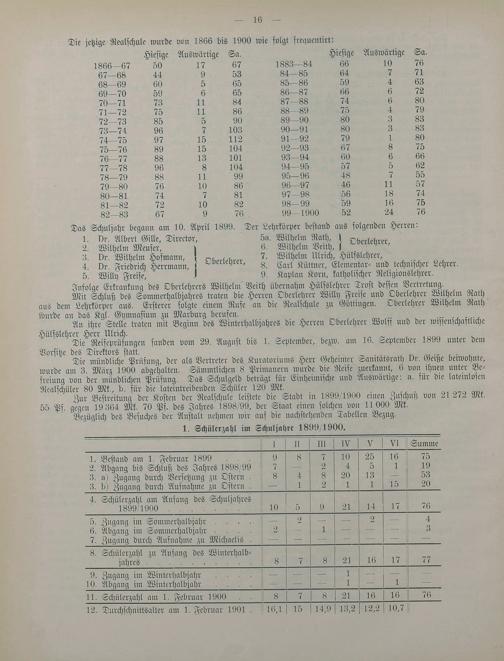 — 16 —
Die jetzige Realschule wurde von 1866 bis 1900 wie folgt frequentiert:
Hiesige Auswärtige Sa. Hiesige Auswärtige Sa.
1866—67 50 17 67 1883—84 66 10 76
67—68 44 9 53 84—85 64 7 71
68—69 60 5 65 85—86 59 4 63
69—70 59 6 65 86—87 66 6 72
70—71 73 11 84 87—88 74 6 80
71—72 75 11 86 88—89 75 4 79
72—73 85 5 90 89—90 80 3 83
73—74 96 7 103 90—91 80 3 83
74—75 97 15 112 91—92 79 1 80
75—76 89 15 104 92—93 67 8 75
76—77 88 13 101 93—94 60 6 66
77—78 96 8 104 94—95 57 5 62
78—79 88 11 99 95—96 48 7 55
79—80 76 10 86 96—97 46 11 57
80—81 74 7 81 97—98 56 18 74
81—82 72 10 82 98—99 59 16 75
82—83 67 9 76 99—1900 52 24 76
Das Schuljahr begann am 10. April 1899. Der Lehrkörper bestand aus folgenden Herren:
1. Dr. Albert Gille, Director,
2. Wilhelm Meuser,
3. Dr. Wilhelm Hofmann,
4. Dr. Friedrich Herrmann,
5. Willy Freise,
Oberlehrer,
5a. Wilhelm Rath,
6. Wilhelm Veith,
Oberlehrer,
7. Wilhelm Ulrich, Hülfslehrer,
8. Carl Küttner, Elementar- und technischer Lehrer.
9. Kaplan Korn, katholischer Religionslehrer.
Infolge Erkrankung des Oberlehrers Wilhelm Veith übernahm Hülfslehrer Trost dessen Vertretung.
Mit Schluß des Sommerhalbjahrs traten die Herren Oberlehrer Willy Freise und Oberlehrer Wilhelm Rath
aus dem Lehrkörper aus. Ersterer folgte einem Rufe an die Realschule zu Göttingen. Oberlehrer Wilhelm Rath
wurde an das Kgl. Gymnasium zu Marburg berufen.
An ihre Stelle traten mit Beginn des Winterhalbjahrs die Herren Oberlehrer Wolff und der wissenschaftliche
Hülfslehrer Herr Ulrich.
Die Reifeprüfungen fanden vom 29. August bis 1. September, bezw. am 16. September 1899 unter dem
Vorsitze des Direktors statt.
Die mündliche Prüfung, der als Vertreter des Kuratoriums Herr Geheimer Sanitätsrath Dr. Geiße beiwohnte,
wurde am 3. März 1900 abgehalten. Sämmtlichen 8 Primanern wurde die Reife zuerkannt, 6 von ihnen unter Be-
freiung von der mündlichen Prüfung. Das Schulgeld beträgt für Einheimische und Auswärtige: a. für die lateinlosen
Realschüler 80 Mk., b. für die lateintreibenden Schüler 120 Mk.
Zur Bestreitung der Kosten der Realschule leistete die Stadt in 1899/1900 einen Zuschuß von 21 272 Mk.
55 Pf. gegen 19 364 Mk. 70 Pf. des Jahres 1898/99, der Staat einen solchen von 11 000 Mk.
Bezüglich des Besuches der Anstalt nehmen wir auf die nachstehenden Tabellen Bezug.
1. Schülerzahl im Schuljahre 1899/1900.
I II III IV V VI Summe
1. Bestand am 1. Februar 1899 . . . 9 8 7 10 25 16 75
2. Abgang bis Schluß des Jahres 1898/99 7 — 2 4 5 1 19
3. a) Zugang durch Versetzung zu Ostern . 8 4 8 20 13 — 53
3. b) Zugang durch Aufnahme zu Ostern — 1 2 1 1 15 20
4. Schülerzahl am Anfang des Schuljahres
1899/1900 . . . . . 10 5 9 21 14 17 76
5. Zugang im Sommerhalbjahr . . . — 2 — — 2 — 4
6. Abgang im Sommerhalbjahr . . . 2 — 1 — — — 3
7. Zugang durch Aufnahme zu Michaelis . — — — — — — —
8. Schülerzahl zu Anfang des Winterhalb-
jahres . . . . . 8 7 8 21 16 17 77
9. Zugang im Winterhalbjahr . . . — — — 1 — — —
10. Abgang im Winterhalbjahr . . . — — — 1 — 1 —
11. Schülerzahl am 1. Februar 1900 . . 8 7 8 21 16 16 76
12. Durchschnittsalter am 1. Februar 1901 . 16,1 15 14,9 13,2 12,2 10,7